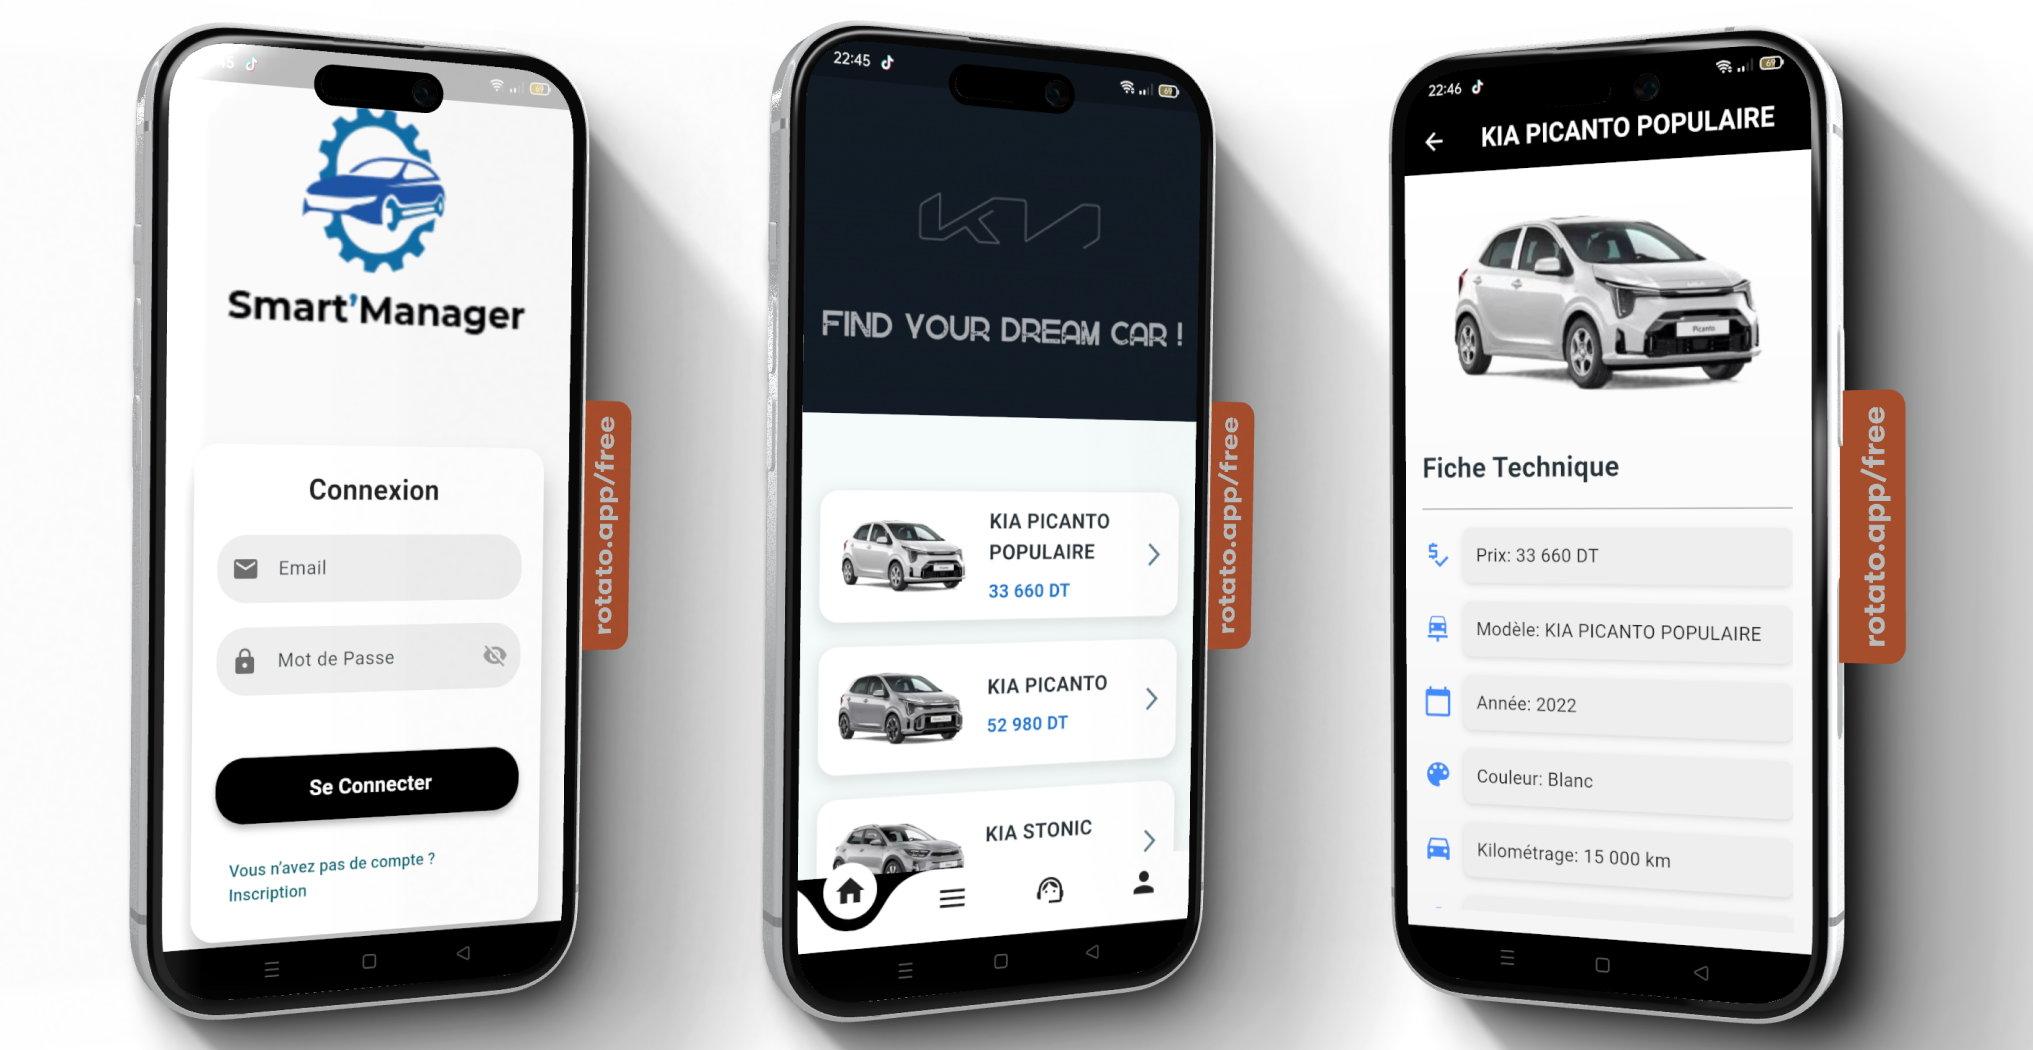 Smart'Manager
Connexion
Email
Mot de Passe
Se Connecter
Vous n'avez pas de compte ?
Inscription
rotato.app/free
22:45
69
KIA
FIND YOUR DREAM CAR !
KIA PICANTO
POPULAIRE
33 660 DT
KIA PICANTO
52 980 DT
KIA STONIC
rotato.app/free
22:46
69
KIA PICANTO POPULAIRE
Picanto
Fiche Technique
Prix: 33 660 DT
Modèle: KIA PICANTO POPULAIRE
Année: 2022
Couleur: Blanc
Kilométrage: 15 000 km
rotato.app/free